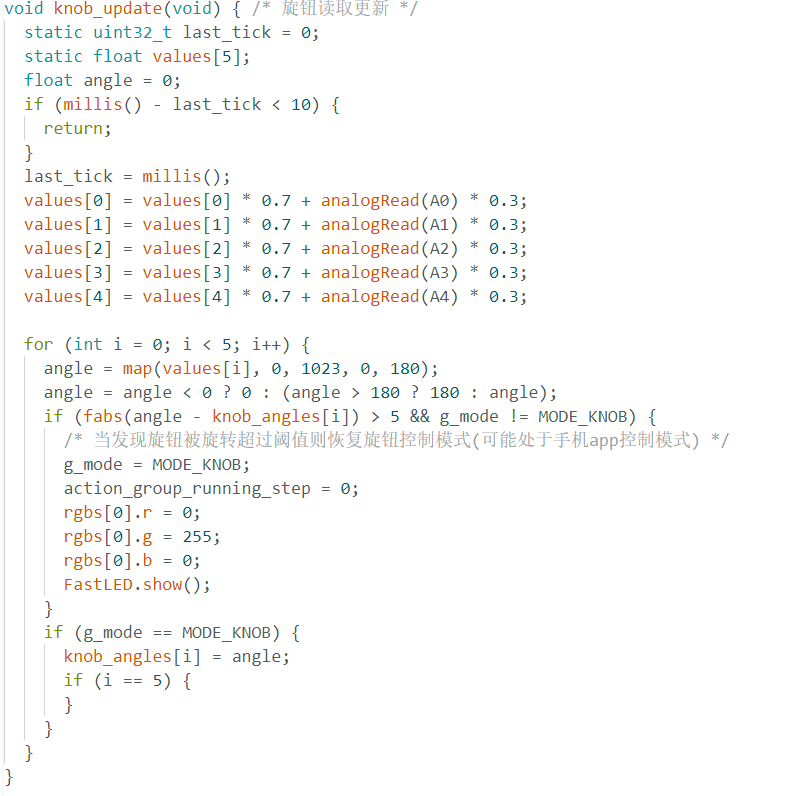 void knob_update(void) { /* 旋钮读取更新 */
  static uint32_t last_tick = 0;
  static float values[5];
  float angle = 0;
  if (millis() - last_tick < 10) {
    return;
  }
  last_tick = millis();
  values[0] = values[0] * 0.7 + analogRead(A0) * 0.3;
  values[1] = values[1] * 0.7 + analogRead(A1) * 0.3;
  values[2] = values[2] * 0.7 + analogRead(A2) * 0.3;
  values[3] = values[3] * 0.7 + analogRead(A3) * 0.3;
  values[4] = values[4] * 0.7 + analogRead(A4) * 0.3;

  for (int i = 0; i < 5; i++) {
    angle = map(values[i], 0, 1023, 0, 180);
    angle = angle < 0 ? 0 : (angle > 180 ? 180 : angle);
    if (fabs(angle - knob_angles[i]) > 5 && g_mode != MODE_KNOB) {
      /* 当发现旋钮被旋转超过阈值则恢复旋钮控制模式(可能处于手机app控制模式) */
      g_mode = MODE_KNOB;
      action_group_running_step = 0;
      rgbs[0].r = 0;
      rgbs[0].g = 255;
      rgbs[0].b = 0;
      FastLED.show();
    }
    if (g_mode == MODE_KNOB) {
      knob_angles[i] = angle;
      if (i == 5) {
      }
    }
  }
}